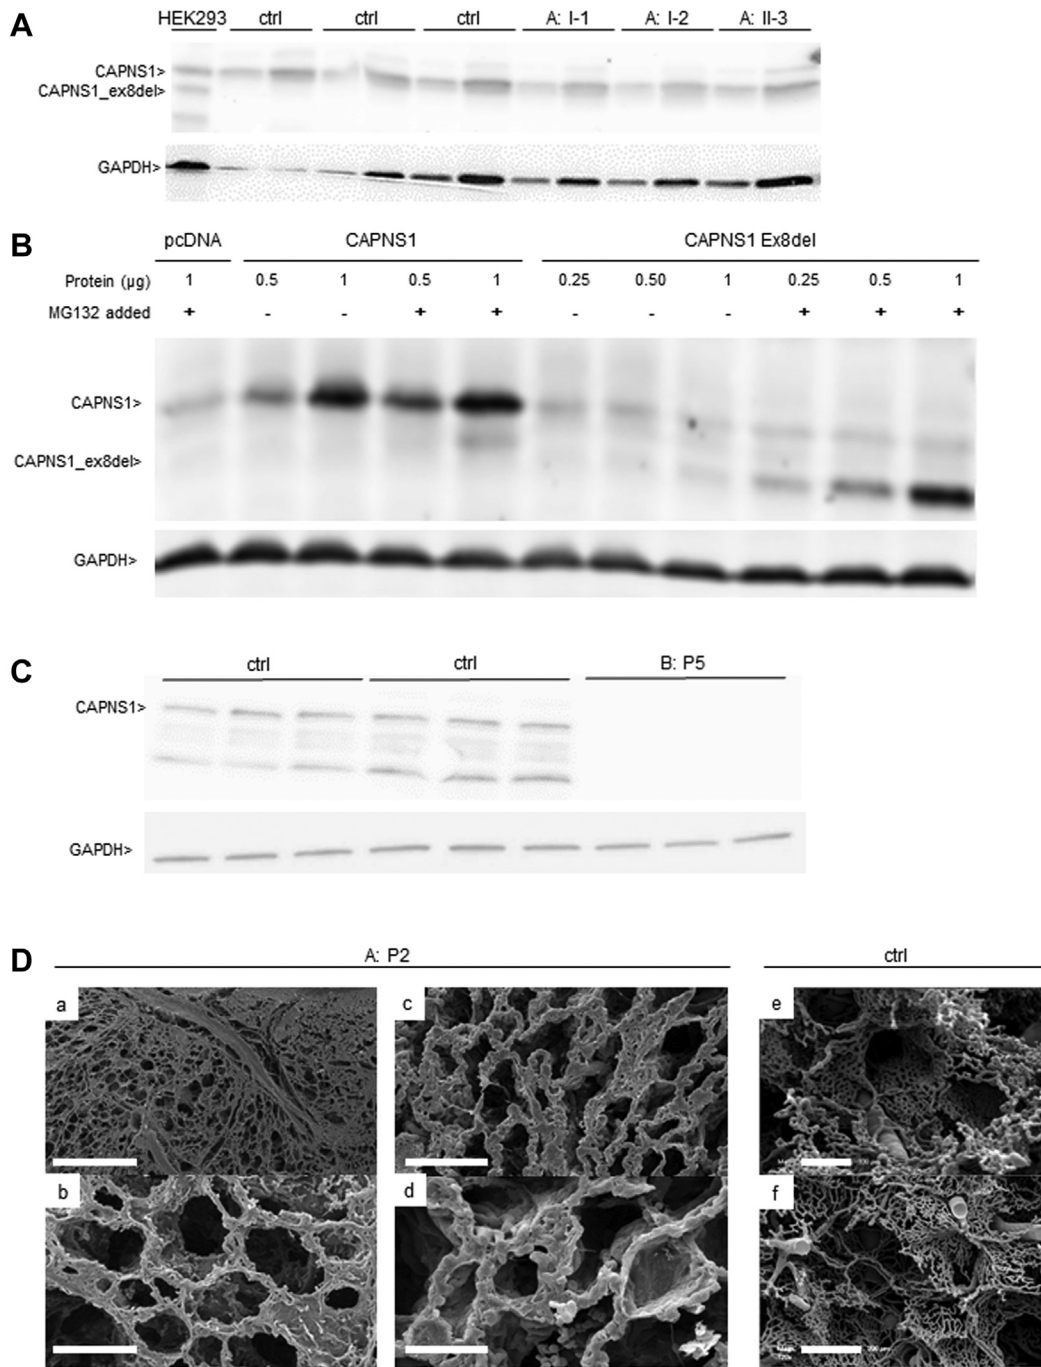 A
HEK293 ctrl ctrl ctrl A: I-1 A: I-2 A: II-3
CAPNS1>
CAPNS1_ex8del>
GAPDH>
B
pcDNA CAPNS1 CAPNS1 Ex8del
Protein (µg) 1 0.5 1 0.5 1 0.25 0.50 1 0.25 0.5 1
MG132 added + - - + + - - - + + +
CAPNS1>
CAPNS1_ex8del>
GAPDH>
C
ctrl ctrl B: P5
CAPNS1>
GAPDH>
D
A: P2 ctrl
a c e
b d f